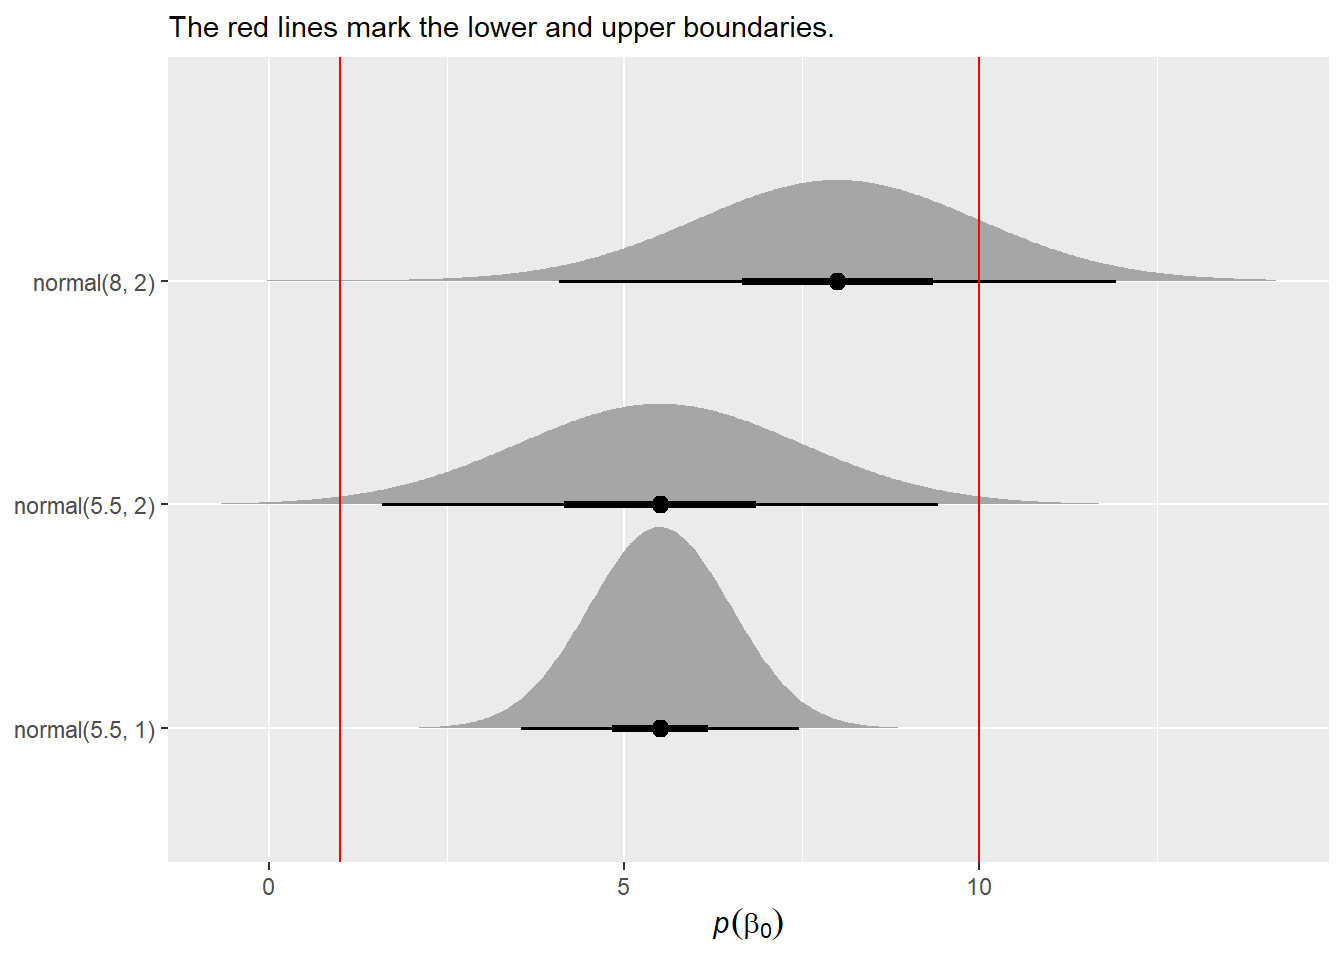 The red lines mark the lower and upper boundaries.
normal(8, 2)
normal(5.5, 2)
normal(5.5, 1)
0 5 10
p(β₀)